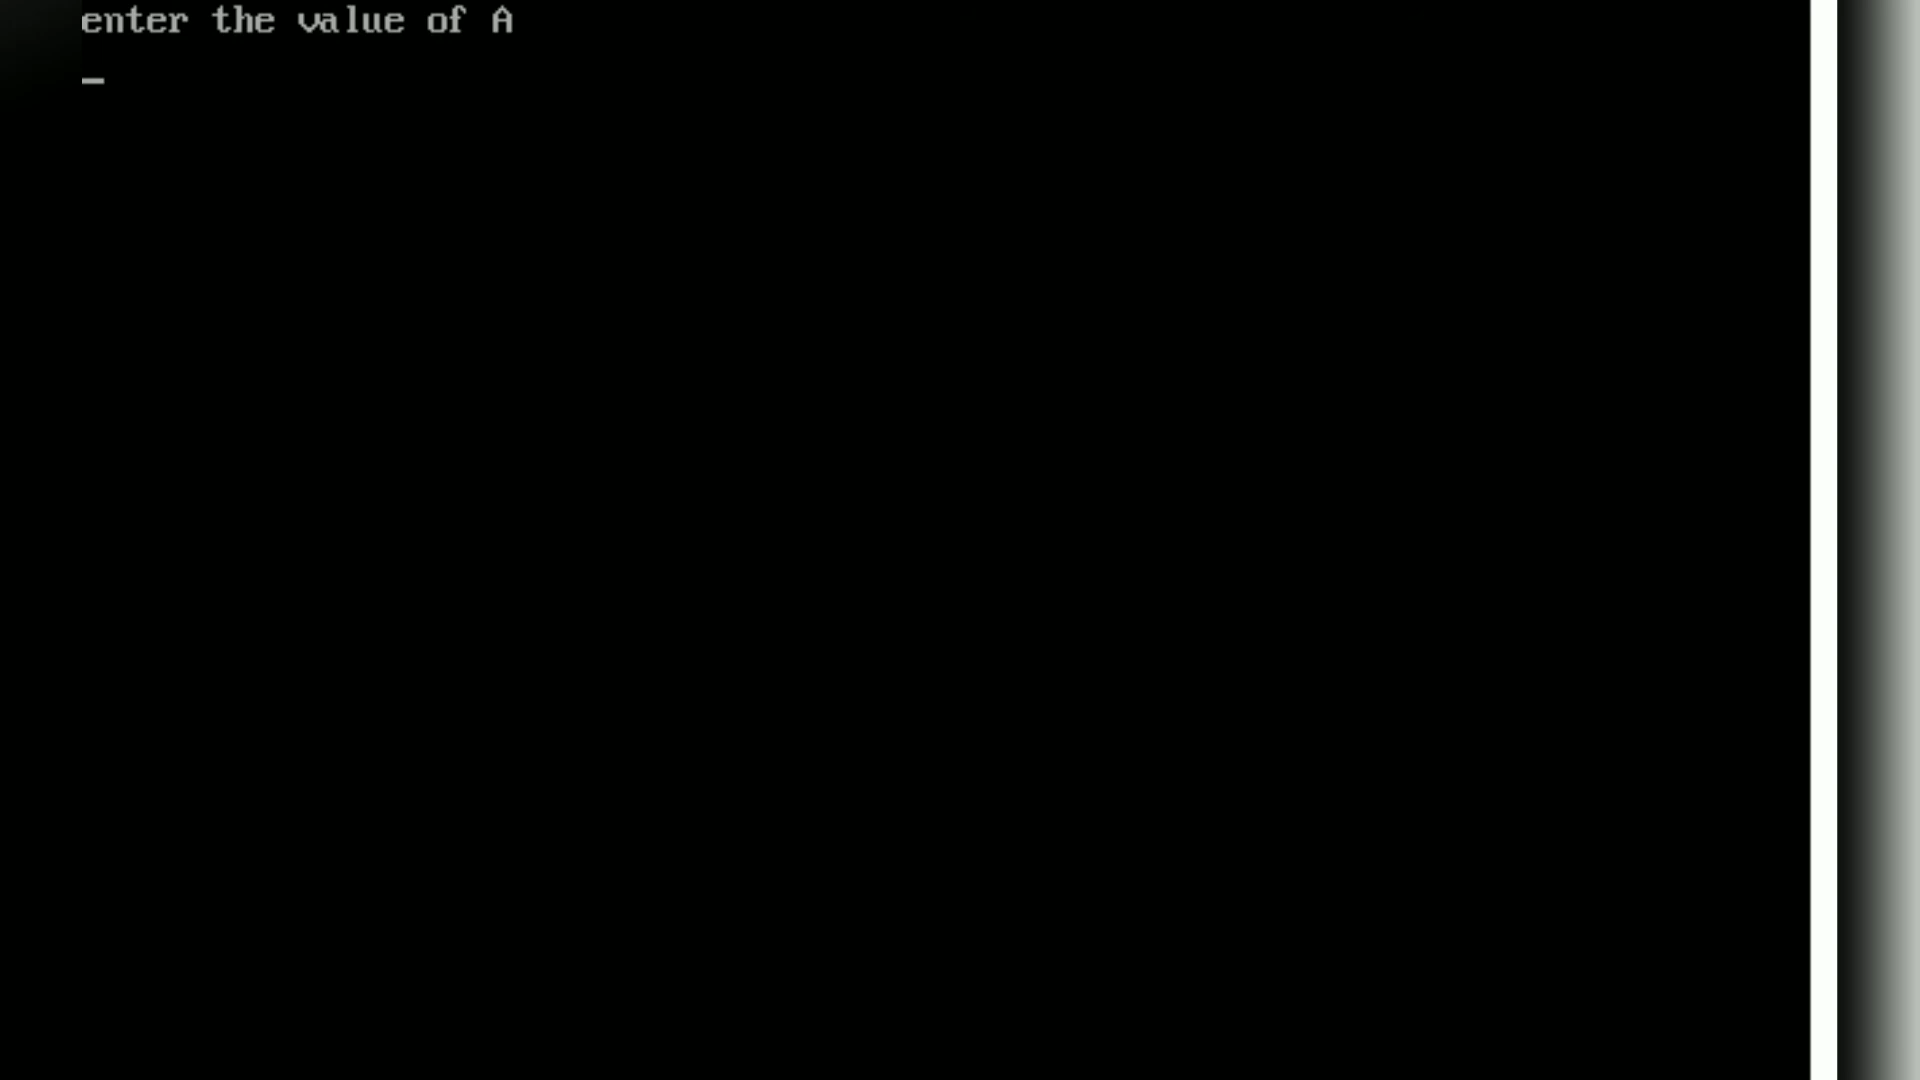 enter the value of A
_